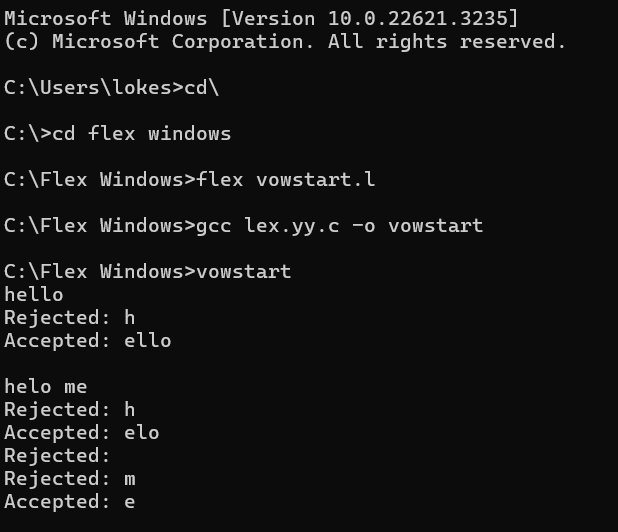 Microsoft Windows [Version 10.0.22621.3235]
(c) Microsoft Corporation. All rights reserved.
C:\Users\lokes>cd\
C:\>cd flex windows
C:\Flex Windows>flex vowstart.l
C:\Flex Windows>gcc lex.yy.c -o vowstart
C:\Flex Windows>vowstart
hello
Rejected: h
Accepted: ello
helo me
Rejected: h
Accepted: elo
Rejected:
Rejected: m
Accepted: e